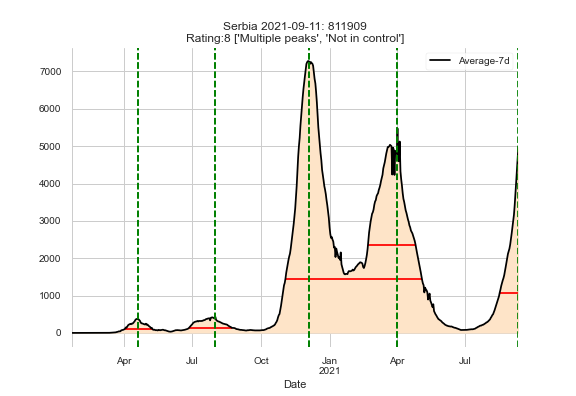 Serbia 2021-09-11: 811909
Rating:8 ['Multiple peaks', 'Not in control']
Average-7d
7000
6000
5000
4000
3000
2000
1000
0
Apr Jul Oct Jan Apr Jul
2021
Date